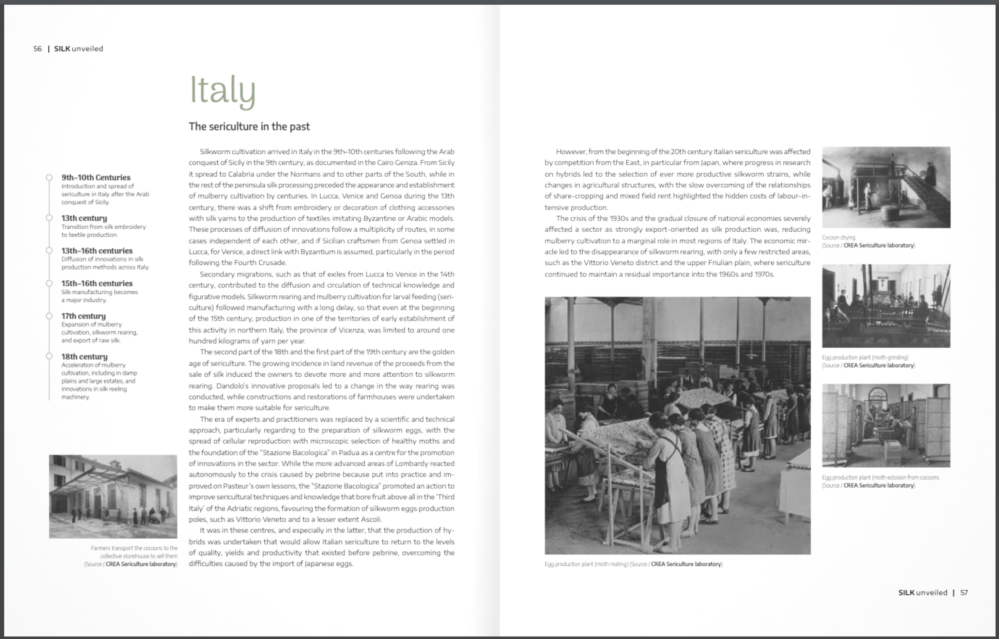 56 | SILK unveiled
Italy
The sericulture in the past
9th–10th Centuries
Introduction and spread of
sericulture in Italy after the Arab
conquest of Sicily.
13th century
Transition from silk embroidery
to textile production.
13th–16th centuries
Diffusion of innovations in silk
production methods across Italy.
15th–16th centuries
Silk manufacturing becomes
a major industry.
17th century
Expansion of mulberry
cultivation, silkworm rearing,
and export of raw silk.
18th century
Acceleration of mulberry
cultivation, including in damp
plains and large estates, and
innovations in silk reeling
machinery.
Farmers transport the cocoons to the
collective storehouse to sell them
(Source / CREA Sericulture laboratory)
Silkworm cultivation arrived in Italy in the 9th–10th centuries following the Arab
conquest of Sicily in the 9th century, as documented in the Cairo Geniza. From Sicily
it spread to Calabria under the Normans and to other parts of the South, while in
the rest of the peninsula silk processing preceded the appearance and establishment
of mulberry cultivation by centuries. In Lucca, Venice and Genoa during the 13th
century, there was a shift from embroidery or decoration of clothing accessories
with silk yarns to the production of textiles imitating Byzantine or Arabic models.
These processes of diffusion of innovations follow a multiplicity of routes, in some
cases independent of each other, and if Sicilian craftsmen from Genoa settled in
Lucca, for Venice, a direct link with Byzantium is assumed, particularly in the period
following the Fourth Crusade.
Secondary migrations, such as that of exiles from Lucca to Venice in the 14th
century, contributed to the diffusion and circulation of technical knowledge and
figurative models. Silkworm rearing and mulberry cultivation for larval feeding (seri-
culture) followed manufacturing with a long delay, so that even at the beginning
of the 15th century, production in one of the territories of early establishment of
this activity in northern Italy, the province of Vicenza, was limited to around one
hundred kilograms of yarn per year.
The second part of the 18th and the first part of the 19th century are the golden
age of sericulture. The growing incidence in land revenue of the proceeds from the
sale of silk induced the owners to devote more and more attention to silkworm
rearing. Dandolo's innovative proposals led to a change in the way rearing was
conducted, while constructions and restorations of farmhouses were undertaken
to make them more suitable for sericulture.
The era of experts and practitioners was replaced by a scientific and technical
approach, particularly regarding to the preparation of silkworm eggs, with the
spread of cellular reproduction with microscopic selection of healthy moths and
the foundation of the “Stazione Bacologica” in Padua as a centre for the promotion
of innovations in the sector. While the more advanced areas of Lombardy reacted
autonomously to the crisis caused by pebrine because put into practice and im-
proved on Pasteur's own lessons, the “Stazione Bacologica” promoted an action to
improve sericultural techniques and knowledge that bore fruit above all in the 'Third
Italy' of the Adriatic regions, favouring the formation of silkworm eggs production
poles, such as Vittorio Veneto and to a lesser extent Ascoli.
It was in these centres, and especially in the latter, that the production of hy-
brids was undertaken that would allow Italian sericulture to return to the levels
of quality, yields and productivity that existed before pebrine, overcoming the
difficulties caused by the import of Japanese eggs.
However, from the beginning of the 20th century Italian sericulture was affected
by competition from the East, in particular from Japan, where progress in research
on hybrids led to the selection of ever more productive silkworm strains, while
changes in agricultural structures, with the slow overcoming of the relationships
of share-cropping and mixed field rent highlighted the hidden costs of labour-in-
tensive production.
The crisis of the 1930s and the gradual closure of national economies severely
affected a sector as strongly export-oriented as silk production was, reducing
mulberry cultivation to a marginal role in most regions of Italy. The economic mir-
acle led to the disappearance of silkworm rearing, with only a few restricted areas,
such as the Vittorio Veneto district and the upper Friulian plain, where sericulture
continued to maintain a residual importance into the 1960s and 1970s.
Egg production plant (moth mating) (Source / CREA Sericulture laboratory)
Cocoon drying
(Source / CREA Sericulture laboratory)
Egg production plant (moth grinding)
(Source / CREA Sericulture laboratory)
Egg production plant (moth eclosion from cocoons
(Source / CREA Sericulture laboratory)
SILK unveiled | 57